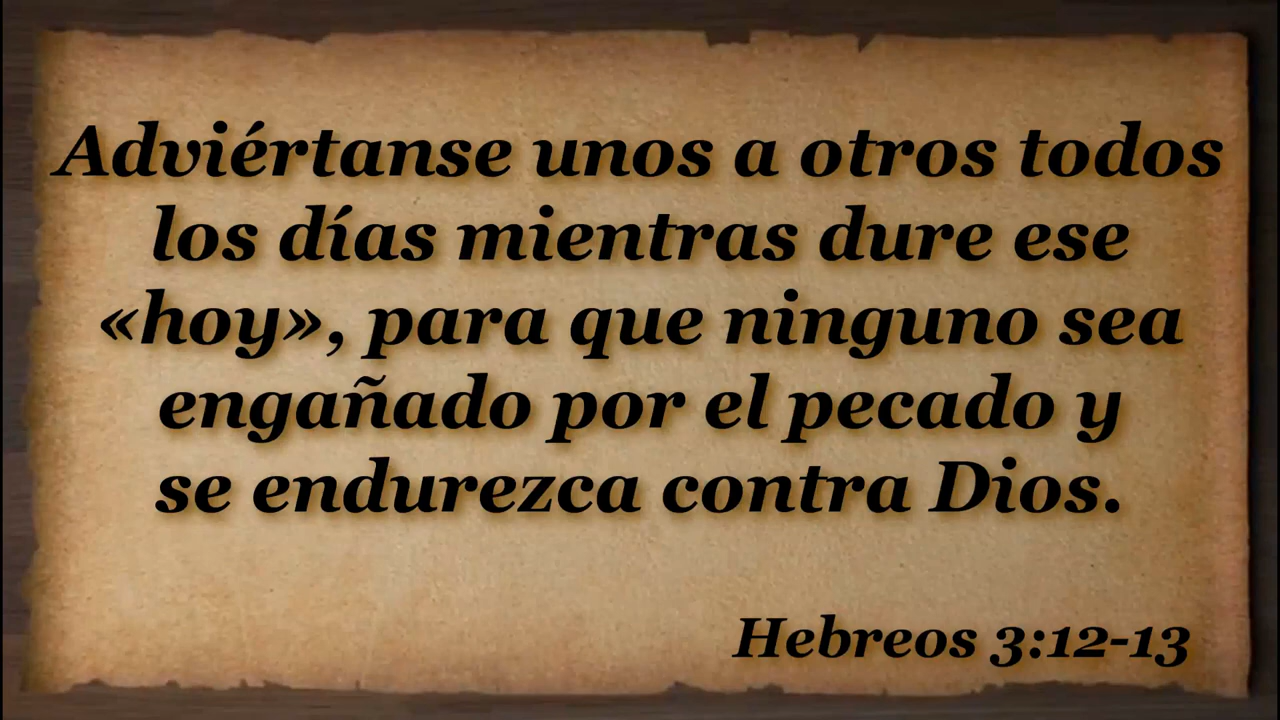 Adviértanse unos a otros todos
los días mientras dure ese
«hoy», para que ninguno sea
engañado por el pecado y
se endurezca contra Dios.
Hebreos 3:12-13